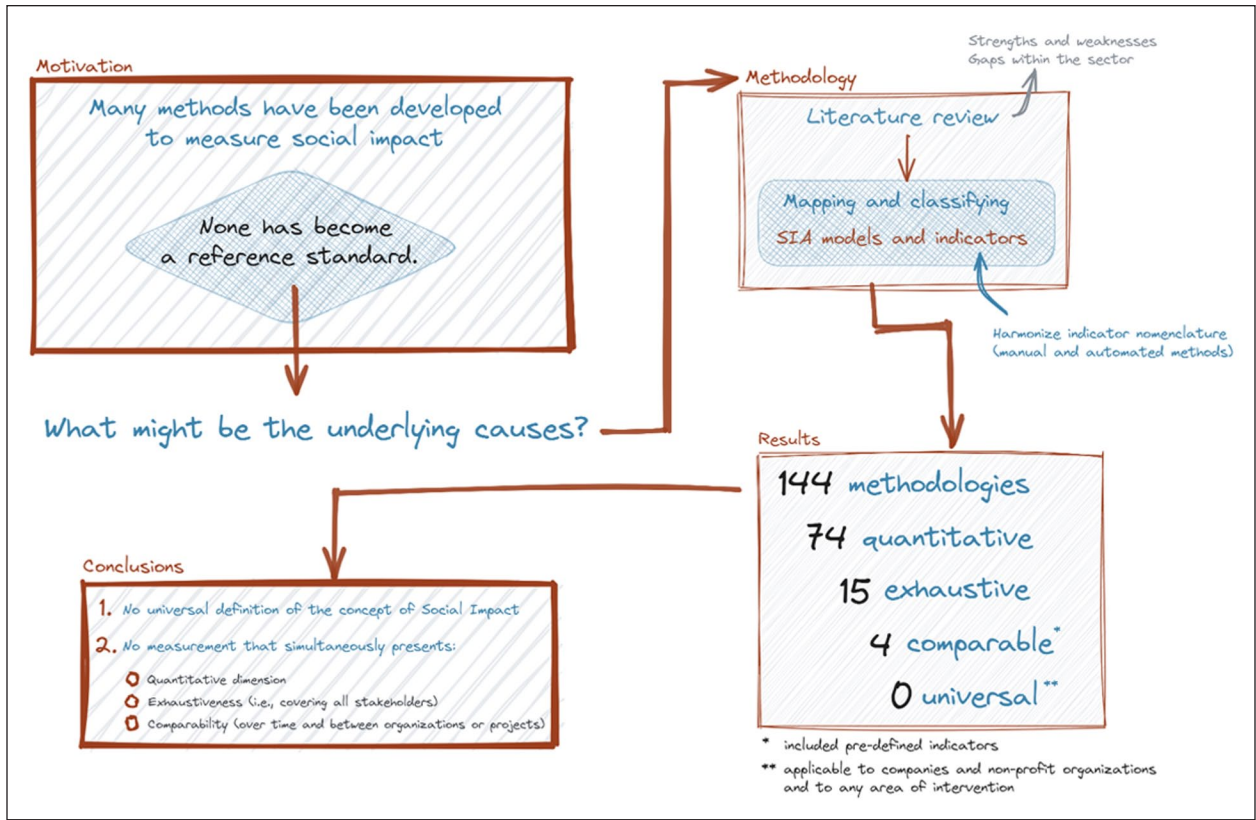 Motivation
Many methods have been developed
to measure social impact
None has become
a reference standard.
What might be the underlying causes?
Strengths and weaknesses
Gaps within the sector
Methodology
Literature review
Mapping and classifying
SIA models and indicators
Harmonize indicator nomenclature
(manual and automated methods)
Results
144 methodologies
74 quantitative
15 exhaustive
4 comparable*
0 universal**
* included pre-defined indicators
** applicable to companies and non-profit organizations
and to any area of intervention
Conclusions
1. No universal definition of the concept of Social Impact
2. No measurement that simultaneously presents:
Quantitative dimension
Exhaustiveness (i.e., covering all stakeholders)
Comparability (over time and between organizations or projects)